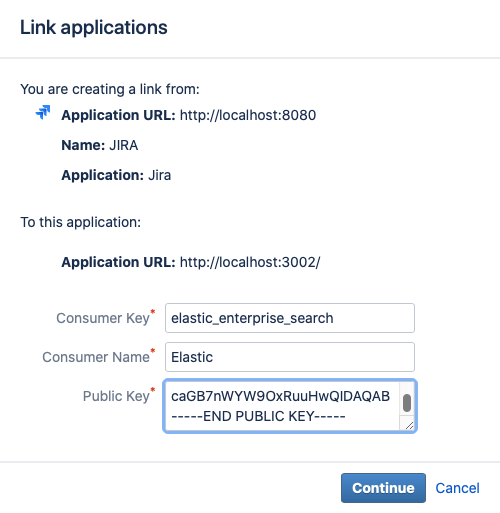 Link applications
You are creating a link from:
Application URL: http://localhost:8080
Name: JIRA
Application: Jira
To this application:
Application URL: http://localhost:3002/
Consumer Key* elastic_enterprise_search
Consumer Name* Elastic
Public Key* caGB7nWYW9OxRuuHwQIDAQAB
-----END PUBLIC KEY-----
Continue Cancel